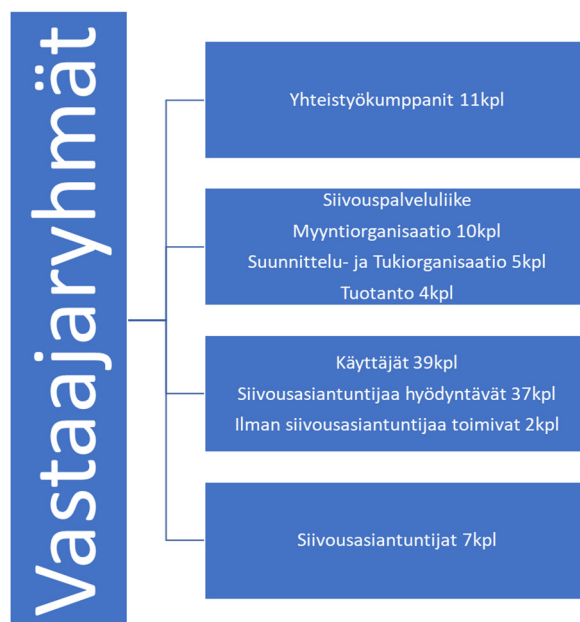 Vastaajaryhmät
Yhteistyökumppanit 11kpl
Siivouspalveluliike
Myyntiorganisaatio 10kpl
Suunnittelu- ja Tukiorganisaatio 5kpl
Tuotanto 4kpl
Käyttäjät 39kpl
Siivousasiantuntijaa hyödyntävät 37kpl
Ilman siivousasiantuntijaa toimivat 2kpl
Siivousasiantuntijat 7kpl